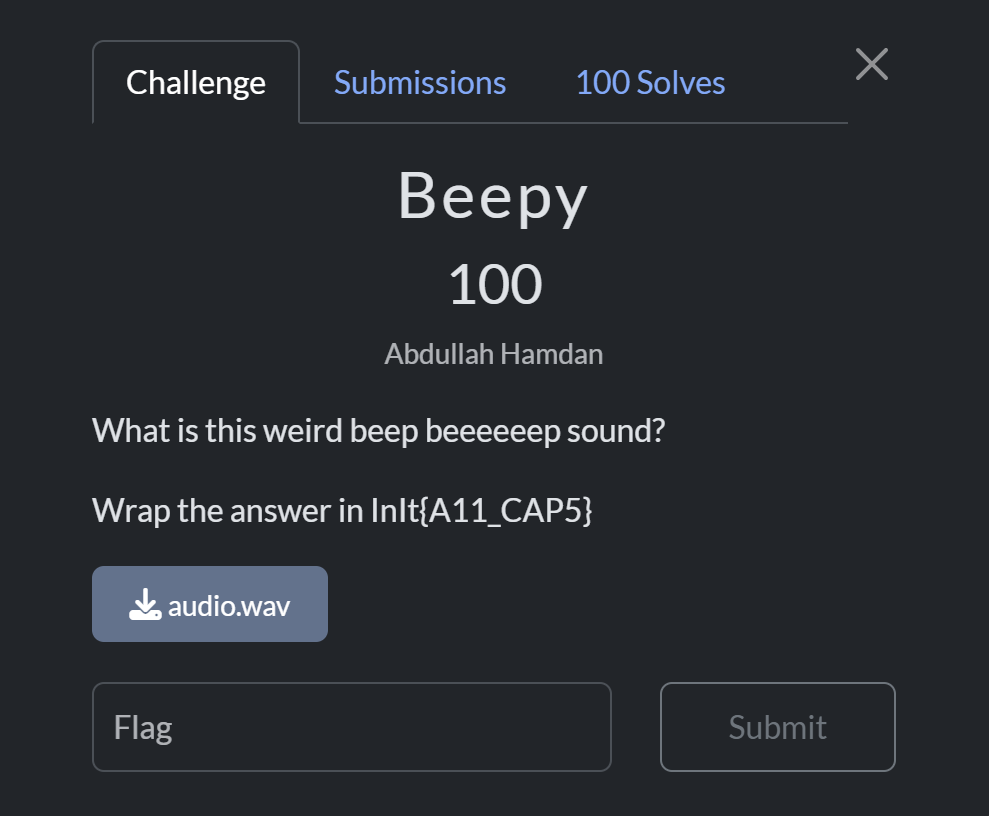 Challenge Submissions 100 Solves
Beepy
100
Abdullah Hamdan
What is this weird beep beeeeeep sound?
Wrap the answer in InIt{A11_CAP5}
audio.wav
Flag Submit